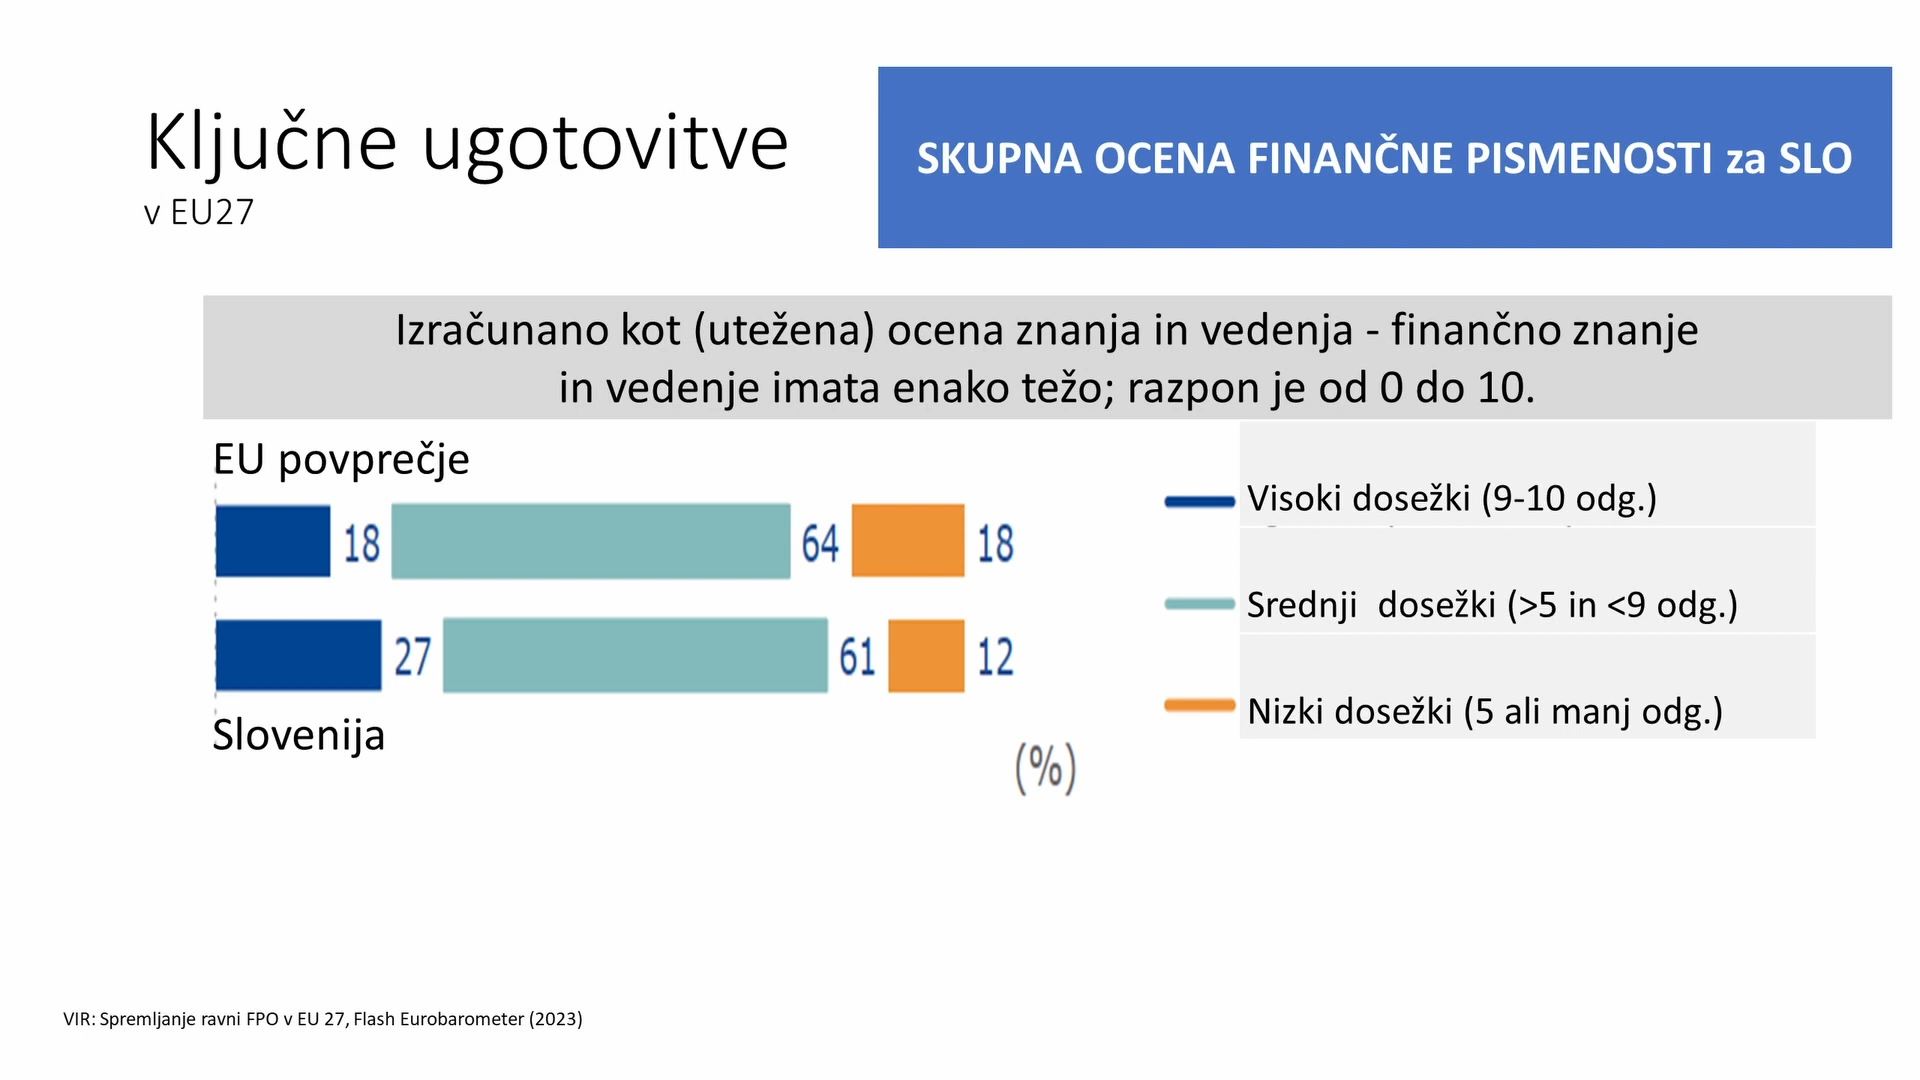 Ključne ugotovitve
v EU27
SKUPNA OCENA FINANČNE PISMENOSTI za SLO
Izračunano kot (utežena) ocena znanja in vedenja - finančno znanje
in vedenje imata enako težo; razpon je od 0 do 10.
EU povprečje
18 64 18
27 61 12
Slovenija
(%)
Visoki dosežki (9-10 odg.)
Srednji  dosežki (>5 in <9 odg.)
Nizki dosežki (5 ali manj odg.)
VIR: Spremljanje ravni FPO v EU 27, Flash Eurobarometer (2023)